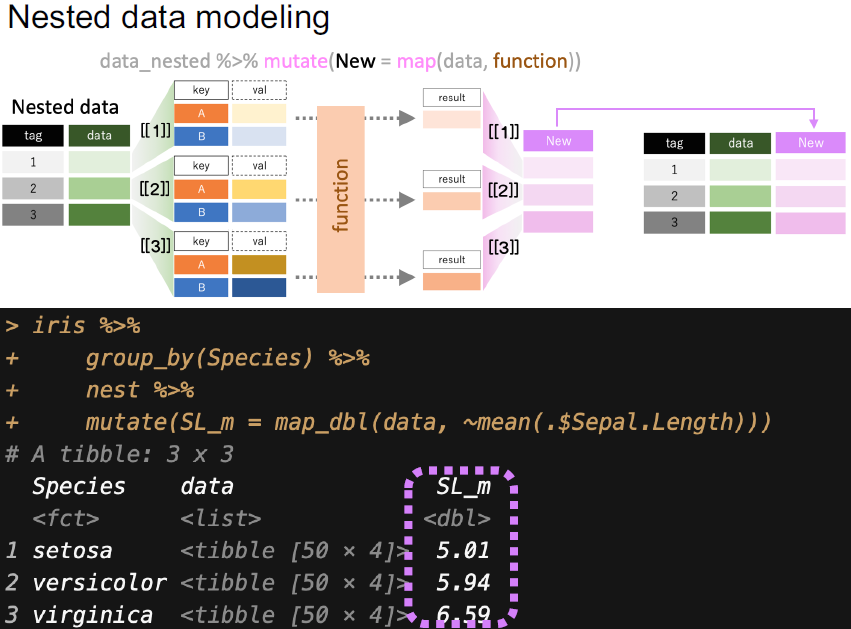 Nested data modeling
data_nested %>% mutate(New = map(data, function))
Nested data
tag data
1
2
3
[[1]]
key val
A
B
[[2]]
key val
A
B
[[3]]
key val
A
B
function
result
result
result
[[1]]
[[2]]
[[3]]
New
tag data New
1
2
3
> iris %>%
+ group_by(Species) %>%
+ nest %>%
+ mutate(SL_m = map_dbl(data, ~mean(.$Sepal.Length)))
# A tibble: 3 x 3
Species data SL_m
<fct> <list> <dbl>
1 setosa <tibble [50 × 4]> 5.01
2 versicolor <tibble [50 × 4]> 5.94
3 virginica <tibble [50 × 4]> 6.59